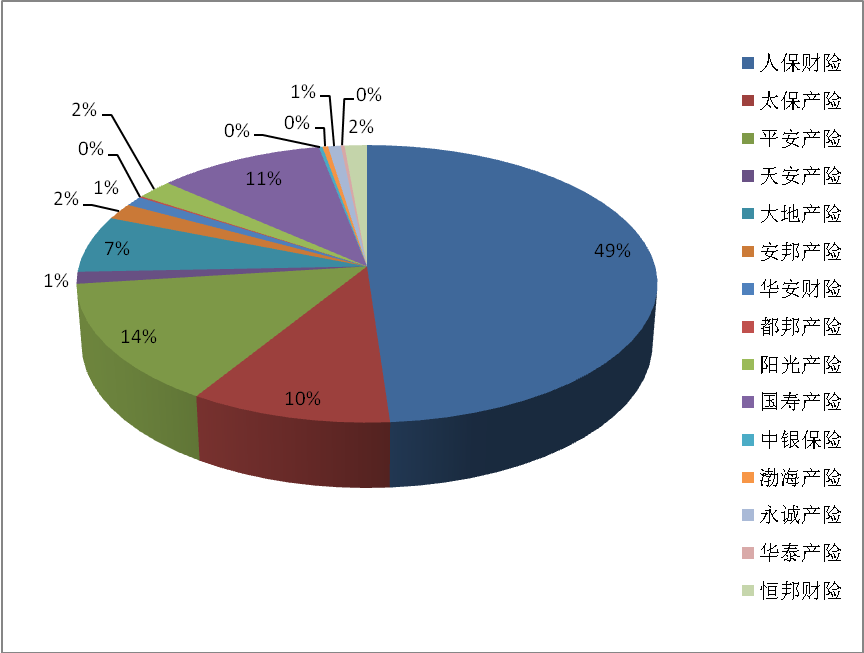 1%
0%
2%
0%
0%
2%
0%
1%
11%
2%
49%
7%
1%
14%
10%
人保财险
太保产险
平安产险
天安产险
大地产险
安邦产险
华安财险
都邦产险
阳光产险
国寿产险
中银保险
渤海产险
永诚产险
华泰产险
恒邦财险